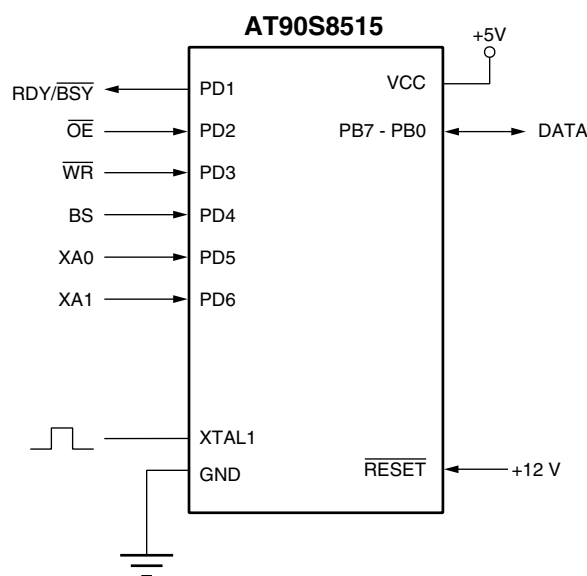 AT90S8515
+5V
RDY/BSY PD1 VCC
OE PD2 PB7 - PB0 DATA
WR PD3
BS PD4
XA0 PD5
XA1 PD6
XTAL1
GND RESET +12 V